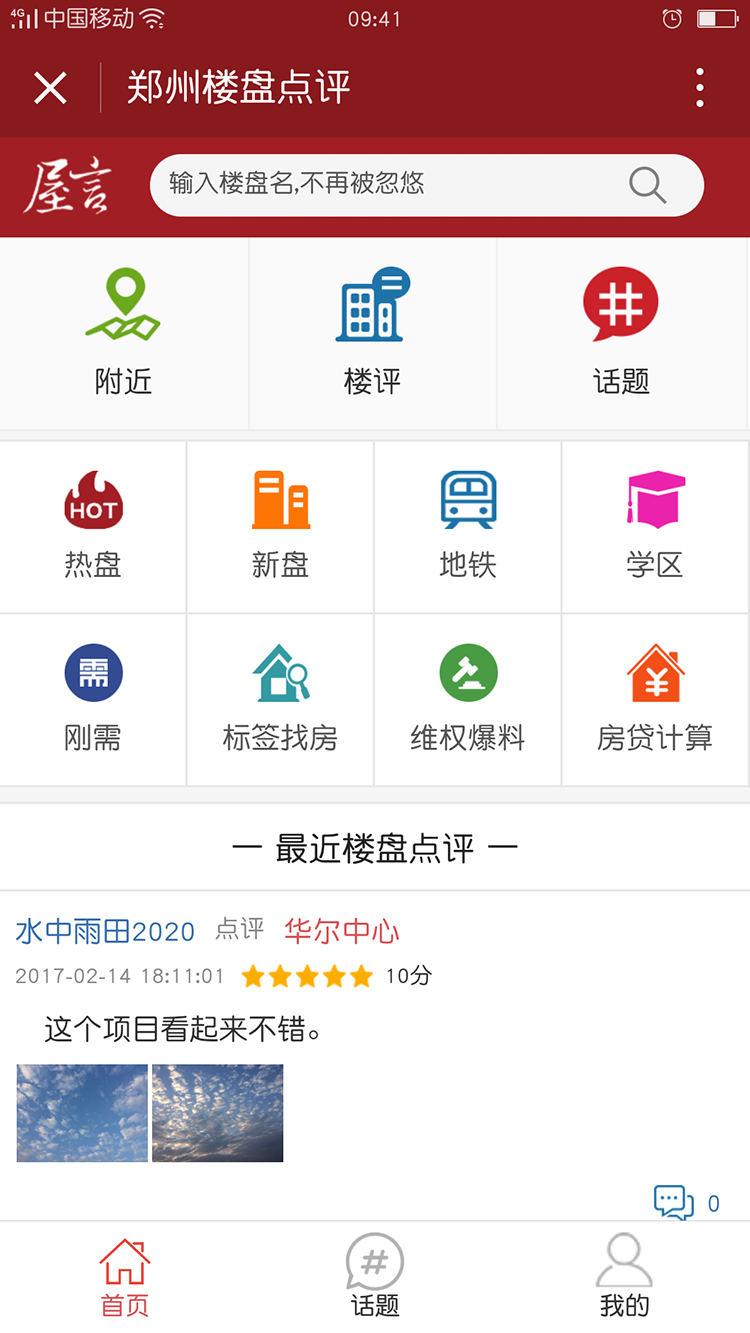 4G 中国移动 09:41
郑州楼盘点评
屋言 输入楼盘名,不再被忽悠
附近 楼评 话题
HOT
热盘 新盘 地铁 学区
需 ¥
刚需 标签找房 维权爆料 房贷计算
— 最近楼盘点评 —
水中雨田2020 点评 华尔中心
2017-02-14 18:11:01 10分
这个项目看起来不错。
0
首页 话题 我的